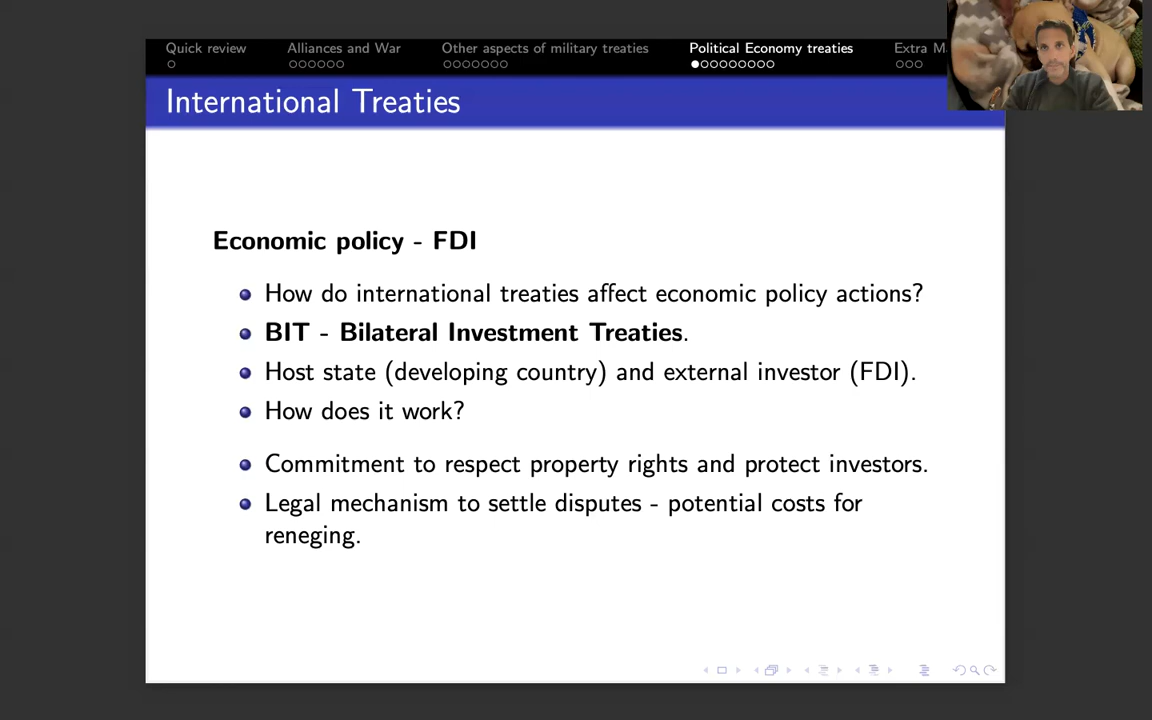 Quick review
Alliances and War
Other aspects of military treaties
Political Economy treaties
Extra M
International Treaties
Economic policy - FDI
How do international treaties affect economic policy actions?
BIT - Bilateral Investment Treaties.
Host state (developing country) and external investor (FDI).
How does it work?
Commitment to respect property rights and protect investors.
Legal mechanism to settle disputes - potential costs for
reneging.